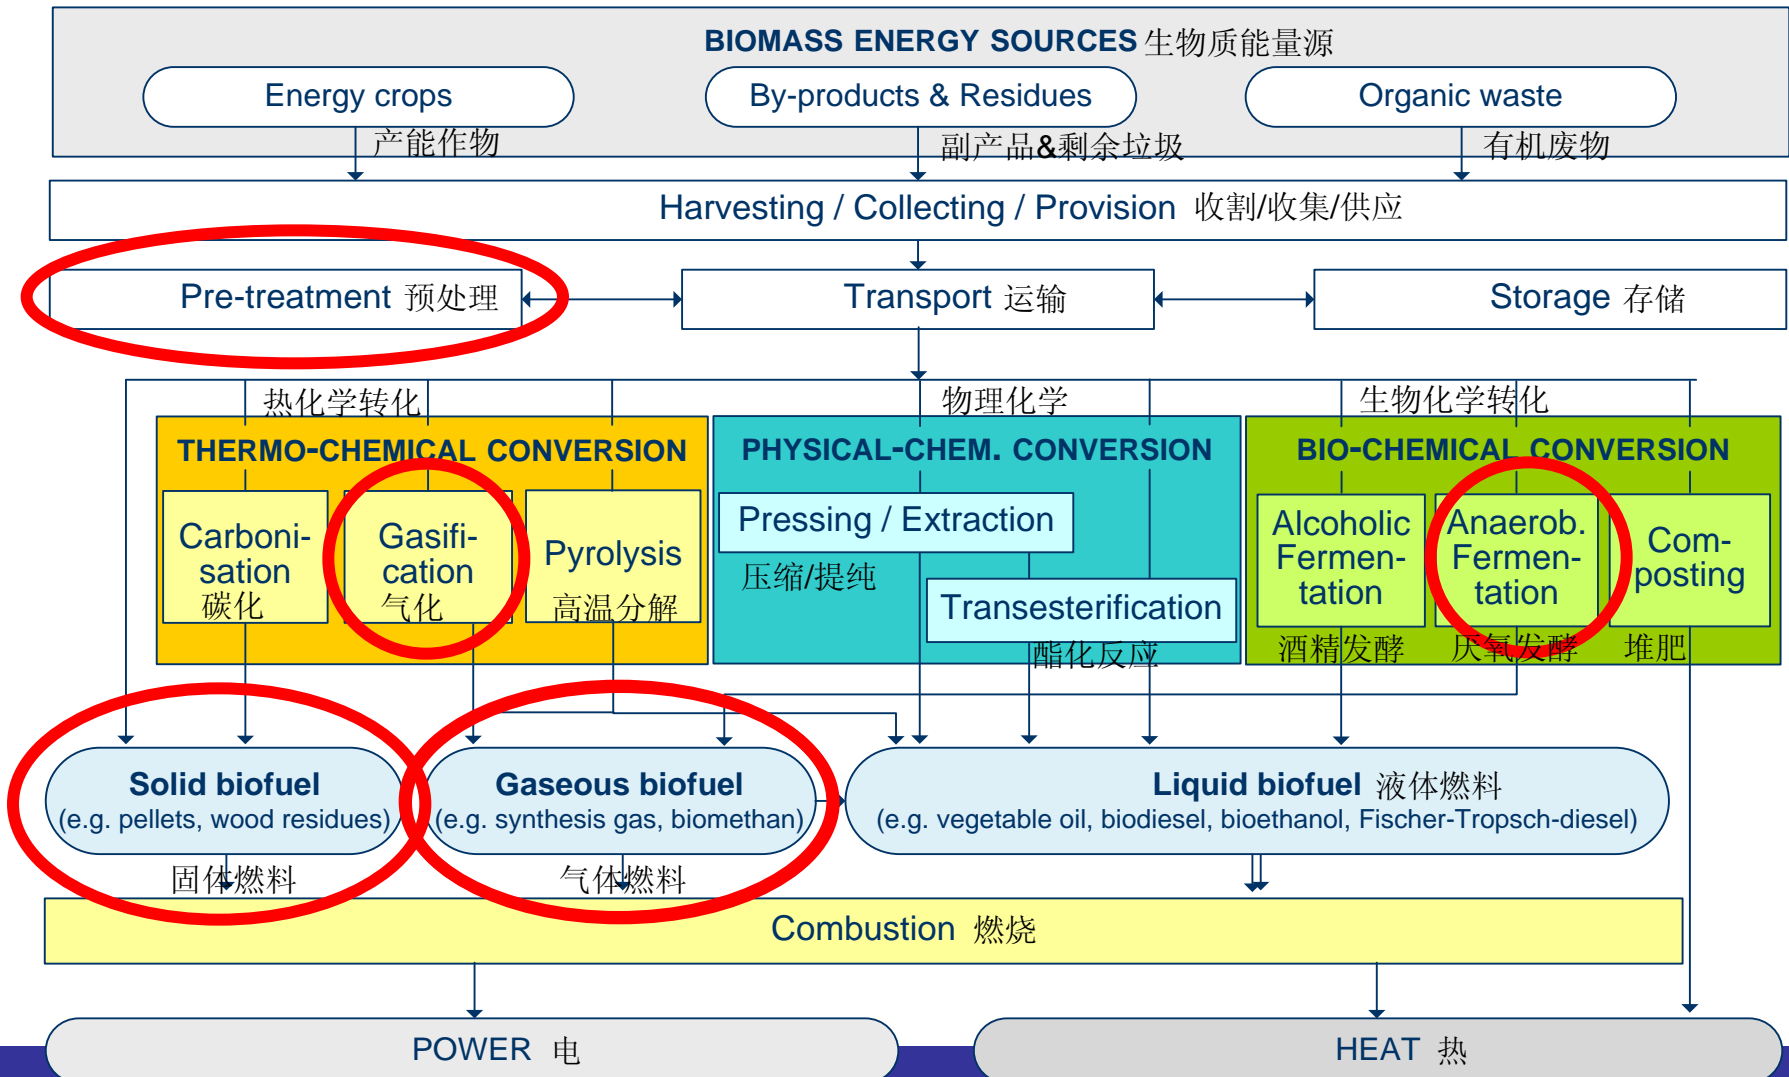 BIOMASS ENERGY SOURCES 生物质能量源
Energy crops
By-products & Residues
Organic waste
产能作物
副产品&剩余垃圾
有机废物
Harvesting / Collecting / Provision 收割/收集/供应
Pre-treatment 预处理
Transport 运输
Storage 存储
热化学转化
物理化学
生物化学转化
THERMO-CHEMICAL CONVERSION
PHYSICAL-CHEM. CONVERSION
BIO-CHEMICAL CONVERSION
Carboni-
sation
碳化
Gasifi-
cation
气化
Pyrolysis
高温分解
Pressing / Extraction
压缩/提纯
Transesterification
酯化反应
Alcoholic
Fermen-
tation
酒精发酵
Anaerob.
Fermen-
tation
厌氧发酵
Com-
posting
堆肥
Solid biofuel
(e.g. pellets, wood residues)
固体燃料
Gaseous biofuel
(e.g. synthesis gas, biomethan)
气体燃料
Liquid biofuel 液体燃料
(e.g. vegetable oil, biodiesel, bioethanol, Fischer-Tropsch-diesel)
Combustion 燃烧
POWER 电
HEAT 热